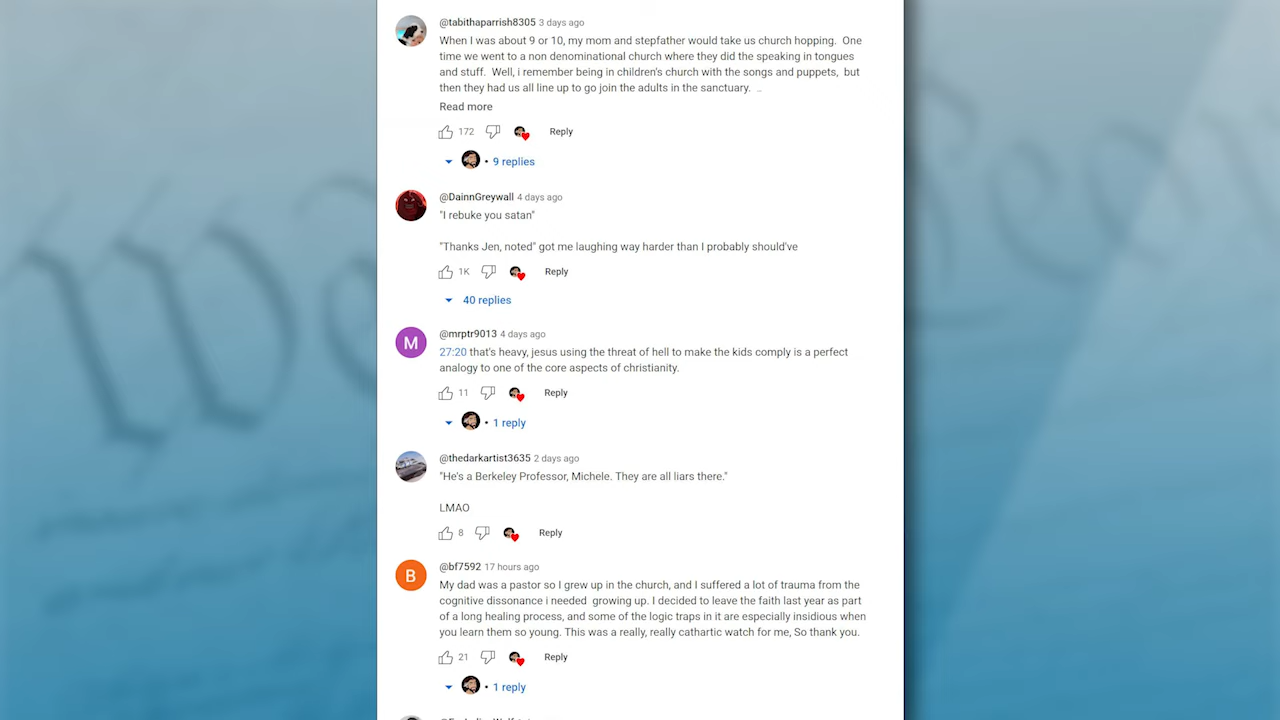 @tabithaparrish8305 3 days ago
When I was about 9 or 10, my mom and stepfather would take us church hopping. One
time we went to a non denominational church where they did the speaking in tongues
and stuff. Well, i remember being in children's church with the songs and puppets, but
then they had us all line up to go join the adults in the sanctuary. ..
Read more
172 Reply
• 9 replies
@DainnGreywall 4 days ago
"I rebuke you satan"
"Thanks Jen, noted" got me laughing way harder than I probably should've
1K Reply
40 replies
M
@mrptr9013 4 days ago
27:20 that's heavy, jesus using the threat of hell to make the kids comply is a perfect
analogy to one of the core aspects of christianity.
11 Reply
• 1 reply
@thedarkartist3635 2 days ago
"He's a Berkeley Professor, Michele. They are all liars there."
LMAO
8 Reply
B
@bf7592 17 hours ago
My dad was a pastor so I grew up in the church, and I suffered a lot of trauma from the
cognitive dissonance i needed growing up. I decided to leave the faith last year as part
of a long healing process, and some of the logic traps in it are especially insidious when
you learn them so young. This was a really, really cathartic watch for me, So thank you.
21 Reply
• 1 reply
We the